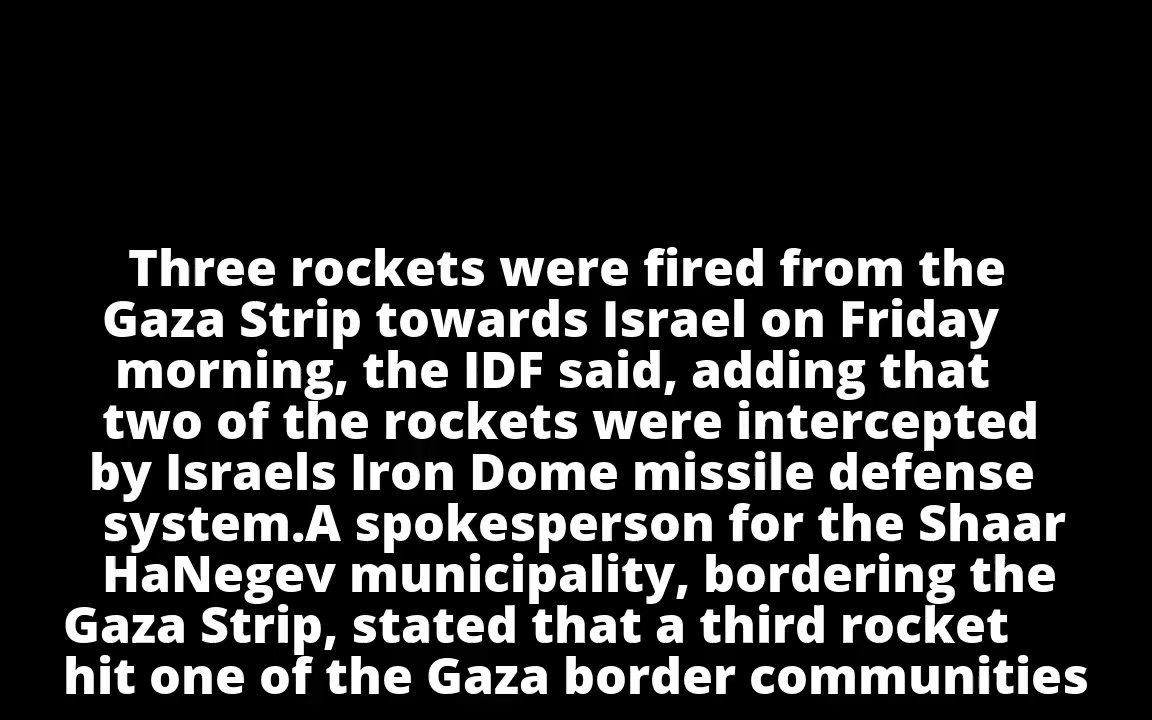 Three rockets were fired from the
Gaza Strip towards Israel on Friday
morning, the IDF said, adding that
two of the rockets were intercepted
by Israels Iron Dome missile defense
system.A spokesperson for the Shaar
HaNegev municipality, bordering the
Gaza Strip, stated that a third rocket
hit one of the Gaza border communities